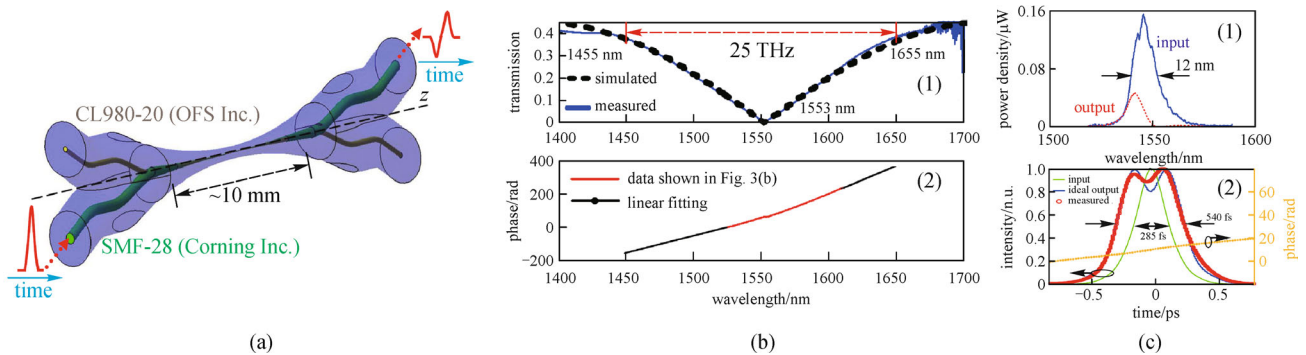 time
CL980-20 (OFS Inc.)
z
~10 mm
SMF-28 (Corning Inc.)
time
(a)
transmission
0.4
0.3
0.2
0.1
0
1455 nm
25 THz
1655 nm
simulated
measured
1553 nm
(1)
1400 1450 1500 1550 1600 1650 1700
phase/rad
400
200
0
−200
data shown in Fig. 3(b)
linear fitting
(2)
1400 1450 1500 1550 1600 1650 1700
wavelength/nm
(b)
power density/μW
0.16
0.08
0
input
(1)
12 nm
output
1500 1550 1600
wavelength/nm
intensity/n.u.
1.0
0.8
0.6
0.4
0.2
0
input
ideal output
measured
(2)
285 fs
540 fs
60
40
20
0
phase/rad
−0.5 0 0.5
time/ps
(c)